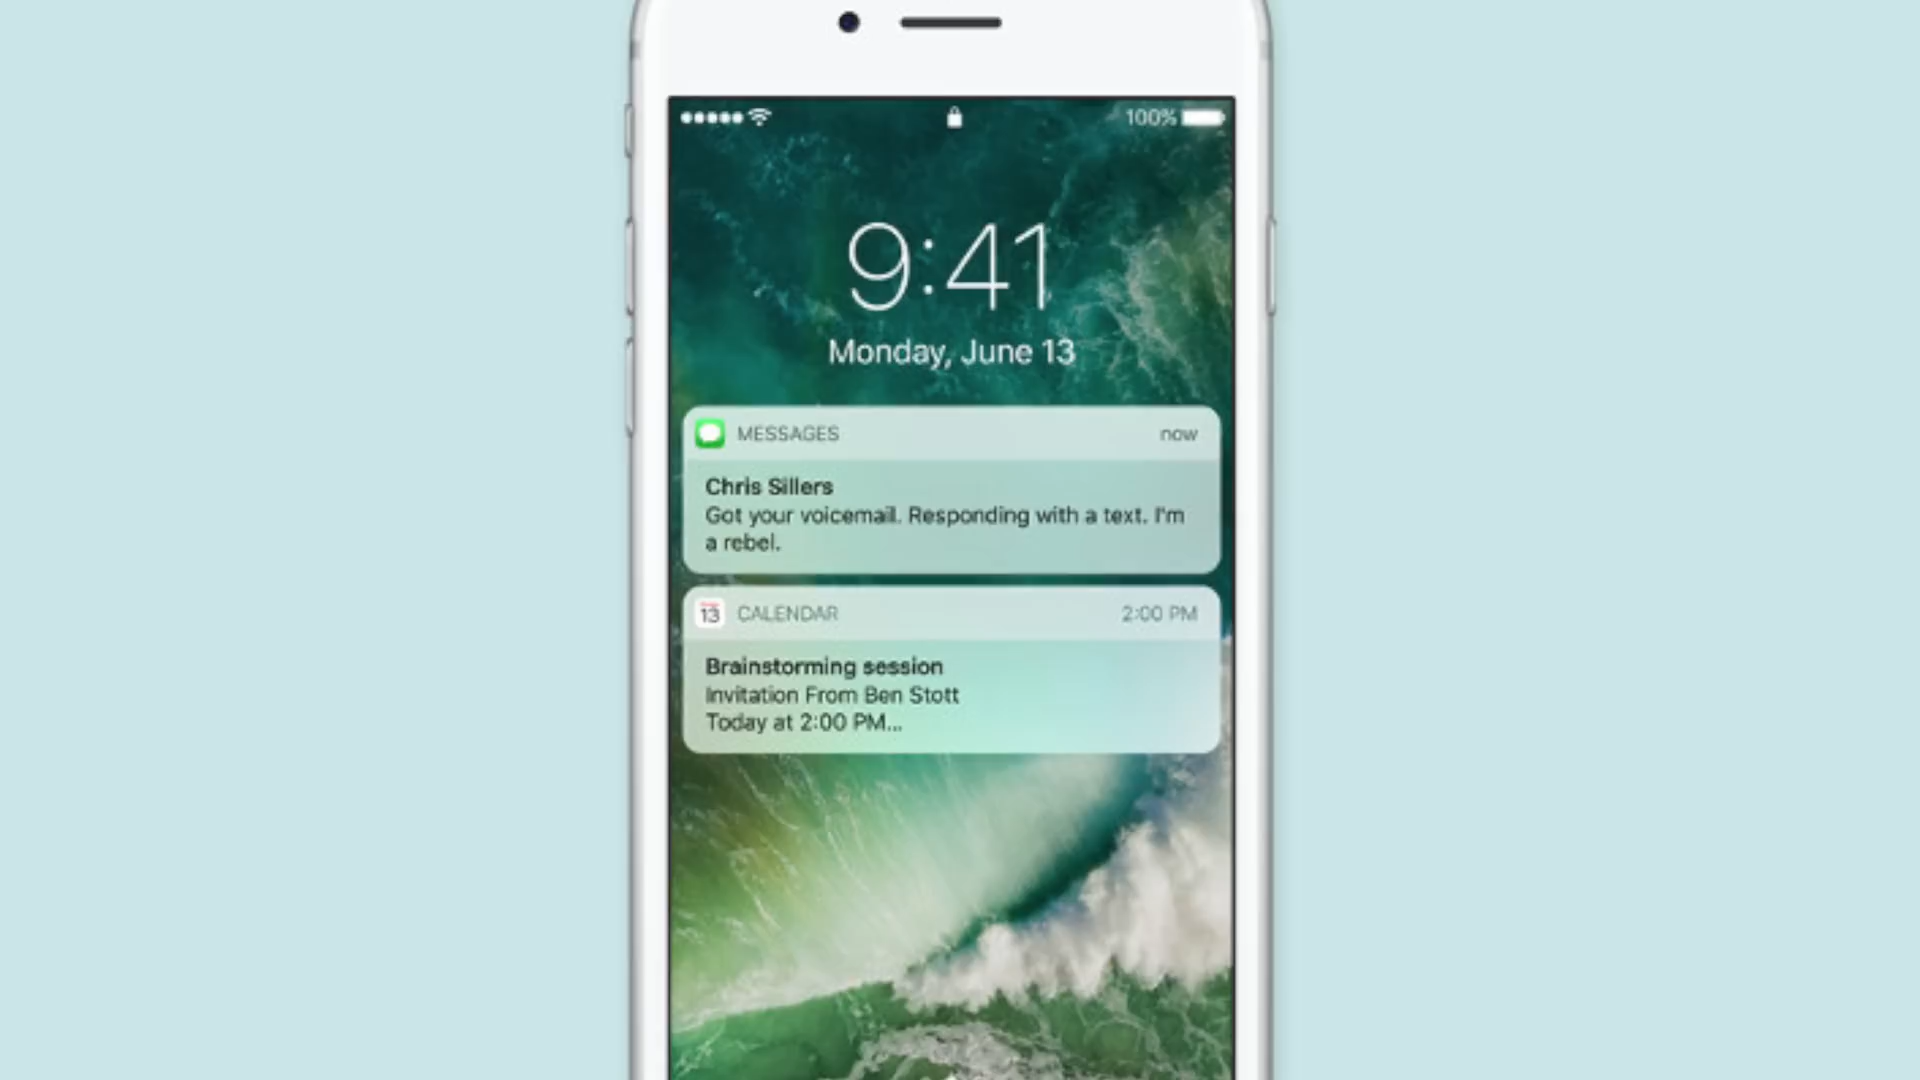 100%
9:41
Monday, June 13
MESSAGES now
Chris Sillers
Got your voicemail. Responding with a text. I'm
a rebel.
13 CALENDAR 2:00 PM
Brainstorming session
Invitation From Ben Stott
Today at 2:00 PM...